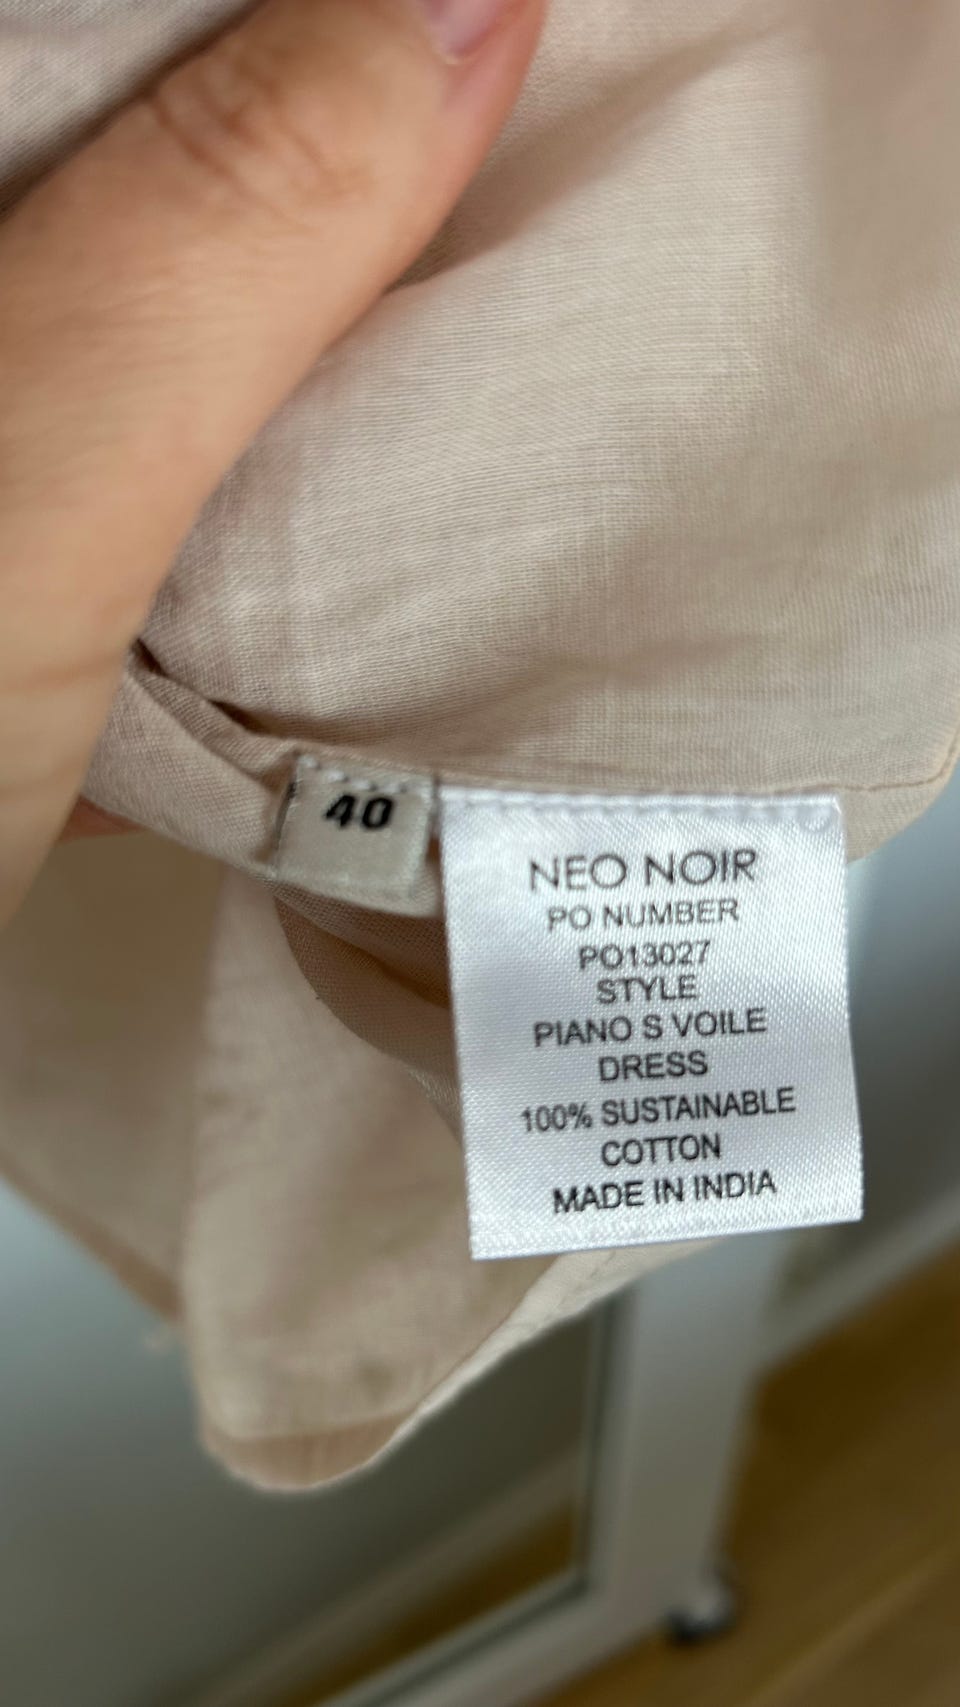 40
NEO NOIR
PO NUMBER
PO13027
STYLE
PIANO S VOILE
DRESS
100% SUSTAINABLE
COTTON
MADE IN INDIA